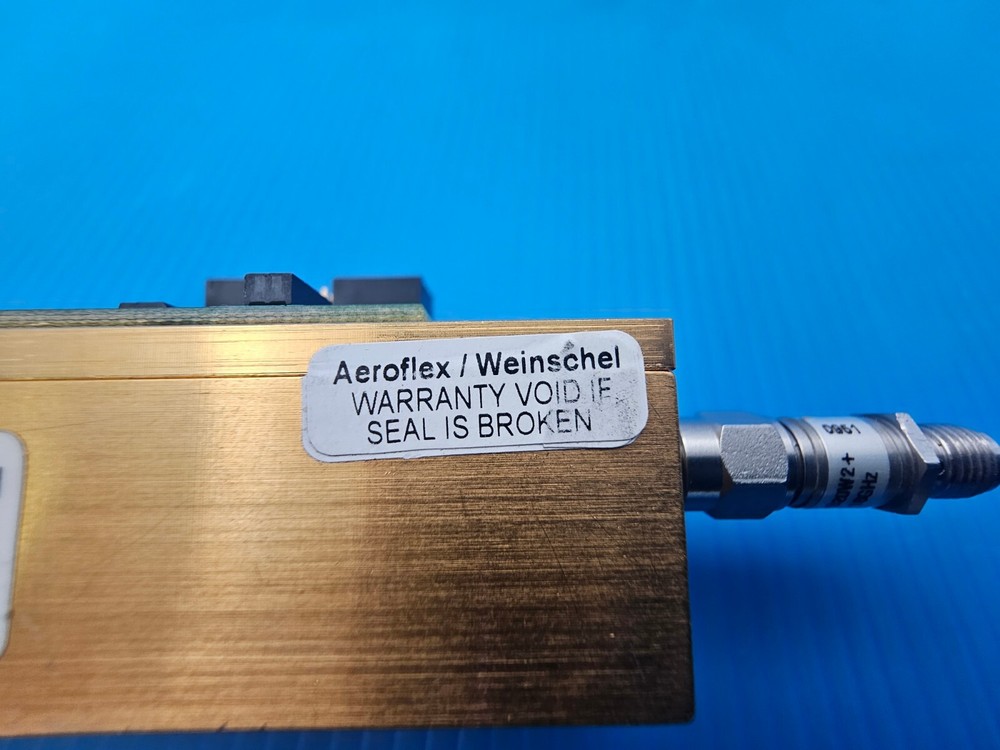 Aeroflex / Weinschel
WARRANTY VOID IF
SEAL IS BROKEN